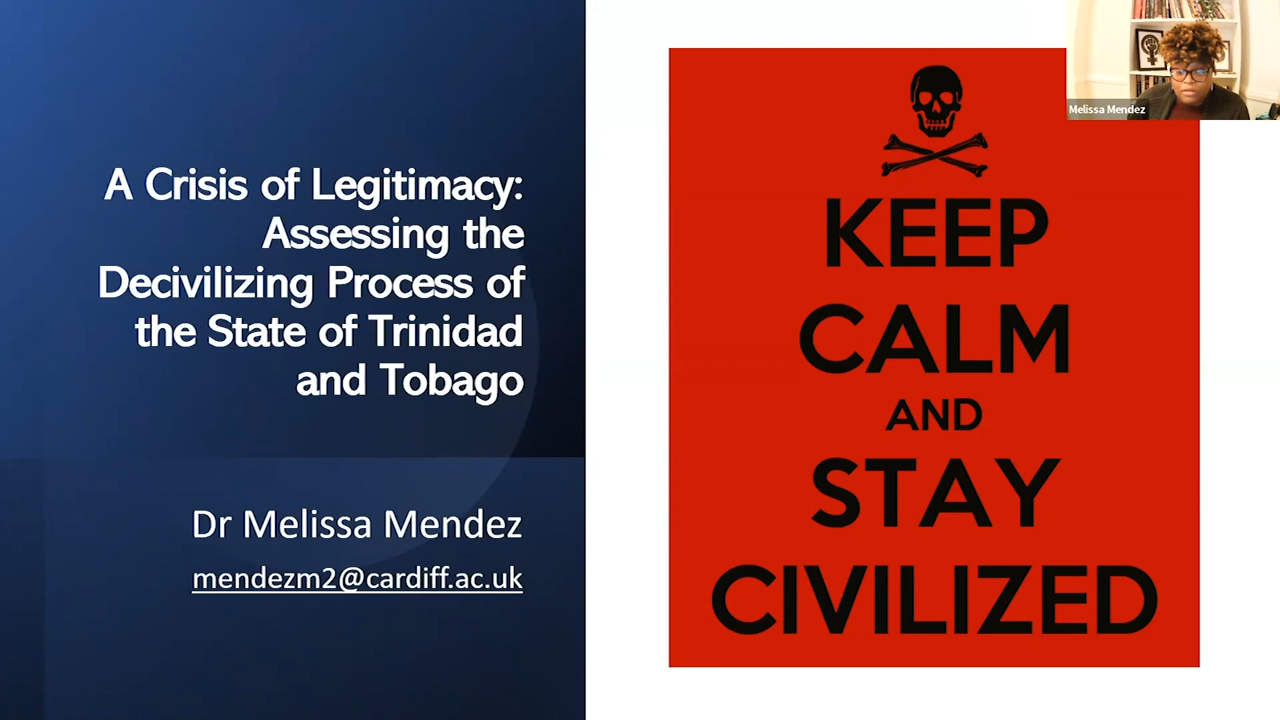 A Crisis of Legitimacy:
Assessing the
Decivilizing Process of
the State of Trinidad
and Tobago
Dr Melissa Mendez
mendezm2@cardiff.ac.uk
KEEP
CALM
AND
STAY
CIVILIZED
Melissa Mendez